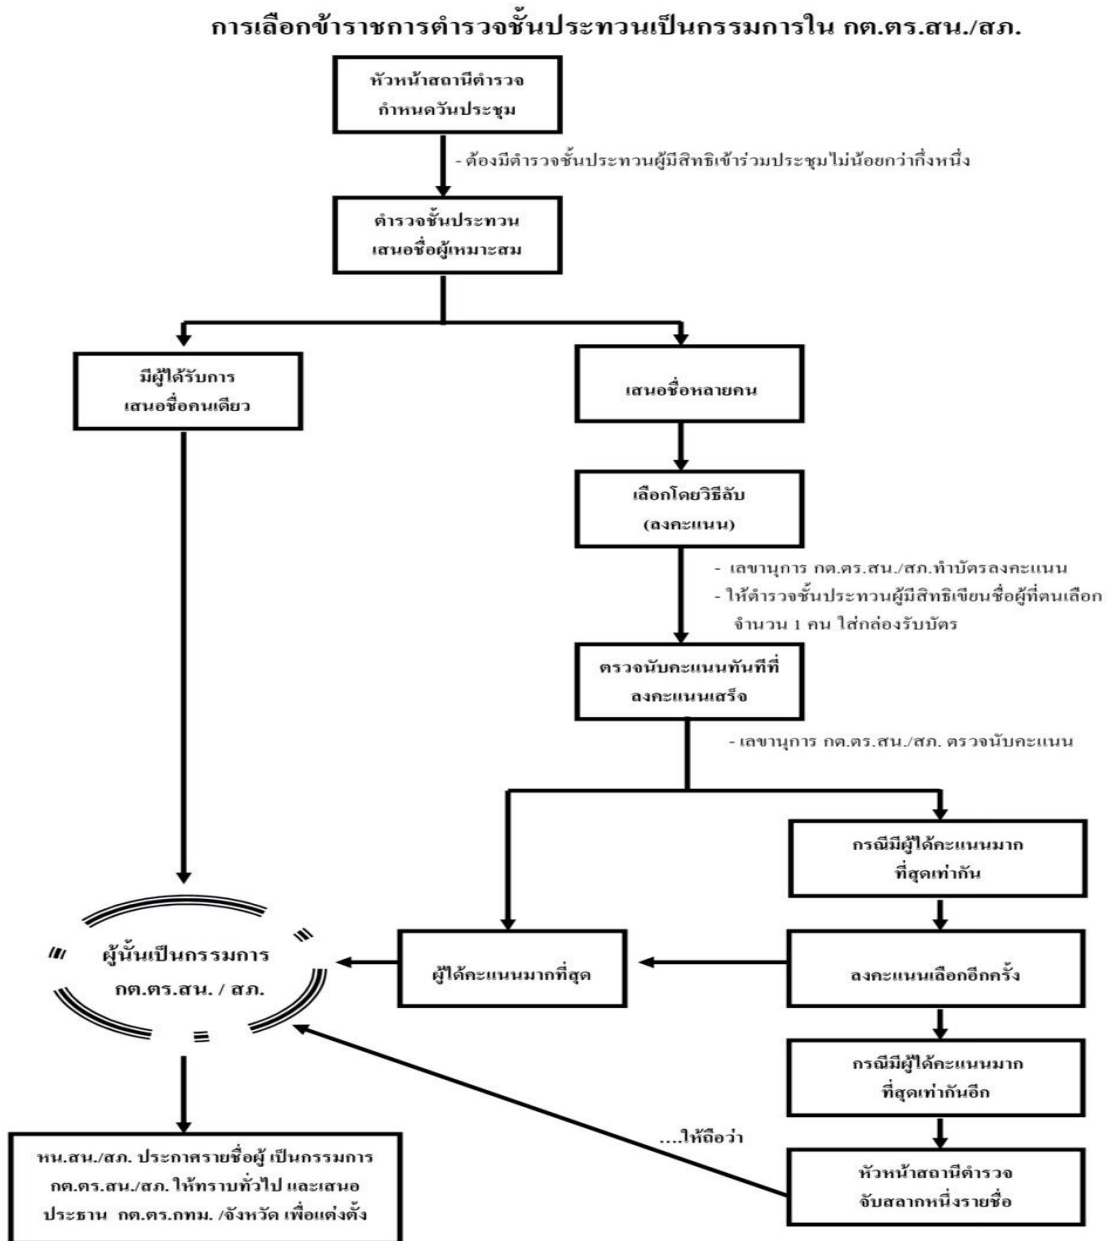 การเลือกข้าราชการตำรวจชั้นประทวนเป็นกรรมการใน กต.ตร.สน./สภ.
หัวหน้าสถานีตำรวจ
กำหนดวันประชุม
- ต้องมีตำรวจชั้นประทวนผู้มีสิทธิเข้าร่วมประชุมไม่น้อยกว่ากึ่งหนึ่ง
ตำรวจชั้นประทวน
เสนอชื่อผู้เหมาะสม
มีผู้ได้รับการ
เสนอชื่อคนเดียว
เสนอชื่อหลายคน
เลือกโดยวิธีลับ
(ลงคะแนน)
- เลขานุการ กต.ตร.สน./สภ.ทำบัตรลงคะแนน
- ให้ตำรวจชั้นประทวนผู้มีสิทธิเขียนชื่อผู้ที่ตนเลือก
จำนวน 1 คน ใส่กล่องรับบัตร
ตรวจนับคะแนนทันทีที่
ลงคะแนนเสร็จ
- เลขานุการ กต.ตร.สน./สภ. ตรวจนับคะแนน
กรณีมีผู้ได้คะแนนมาก
ที่สุดเท่ากัน
ผู้นั้นเป็นกรรมการ
กต.ตร.สน. / สภ.
ผู้ได้คะแนนมากที่สุด
ลงคะแนนเลือกอีกครั้ง
กรณีมีผู้ได้คะแนนมาก
ที่สุดเท่ากันอีก
....ให้ถือว่า
หัวหน้าสถานีตำรวจ
จับสลากหนึ่งรายชื่อ
หน.สน./สภ. ประกาศรายชื่อผู้ เป็นกรรมการ
กต.ตร.สน./สภ. ให้ทราบทั่วไป และเสนอ
ประธาน กต.ตร.กทม. /จังหวัด เพื่อแต่งตั้ง